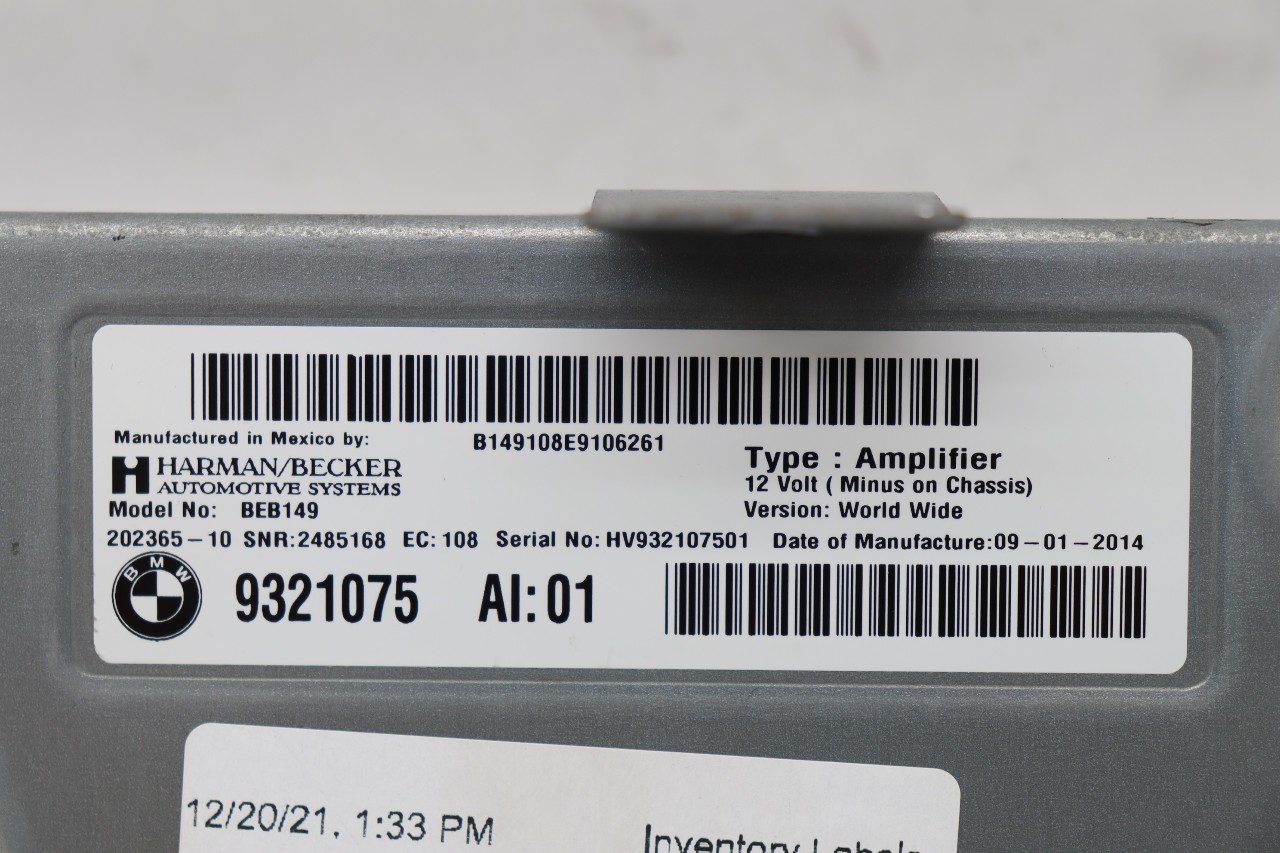 Manufactured in Mexico by:
B149108E9106261
HARMAN/BECKER
AUTOMOTIVE SYSTEMS
Type : Amplifier
12 Volt ( Minus on Chassis)
Model No: BEB149
Version: World Wide
202365-10 SNR:2485168 EC: 108 Serial No: HV932107501 Date of Manufacture:09-01-2014
BMW
9321075 AI:01
12/20/21, 1:33 PM
Inventory Labels